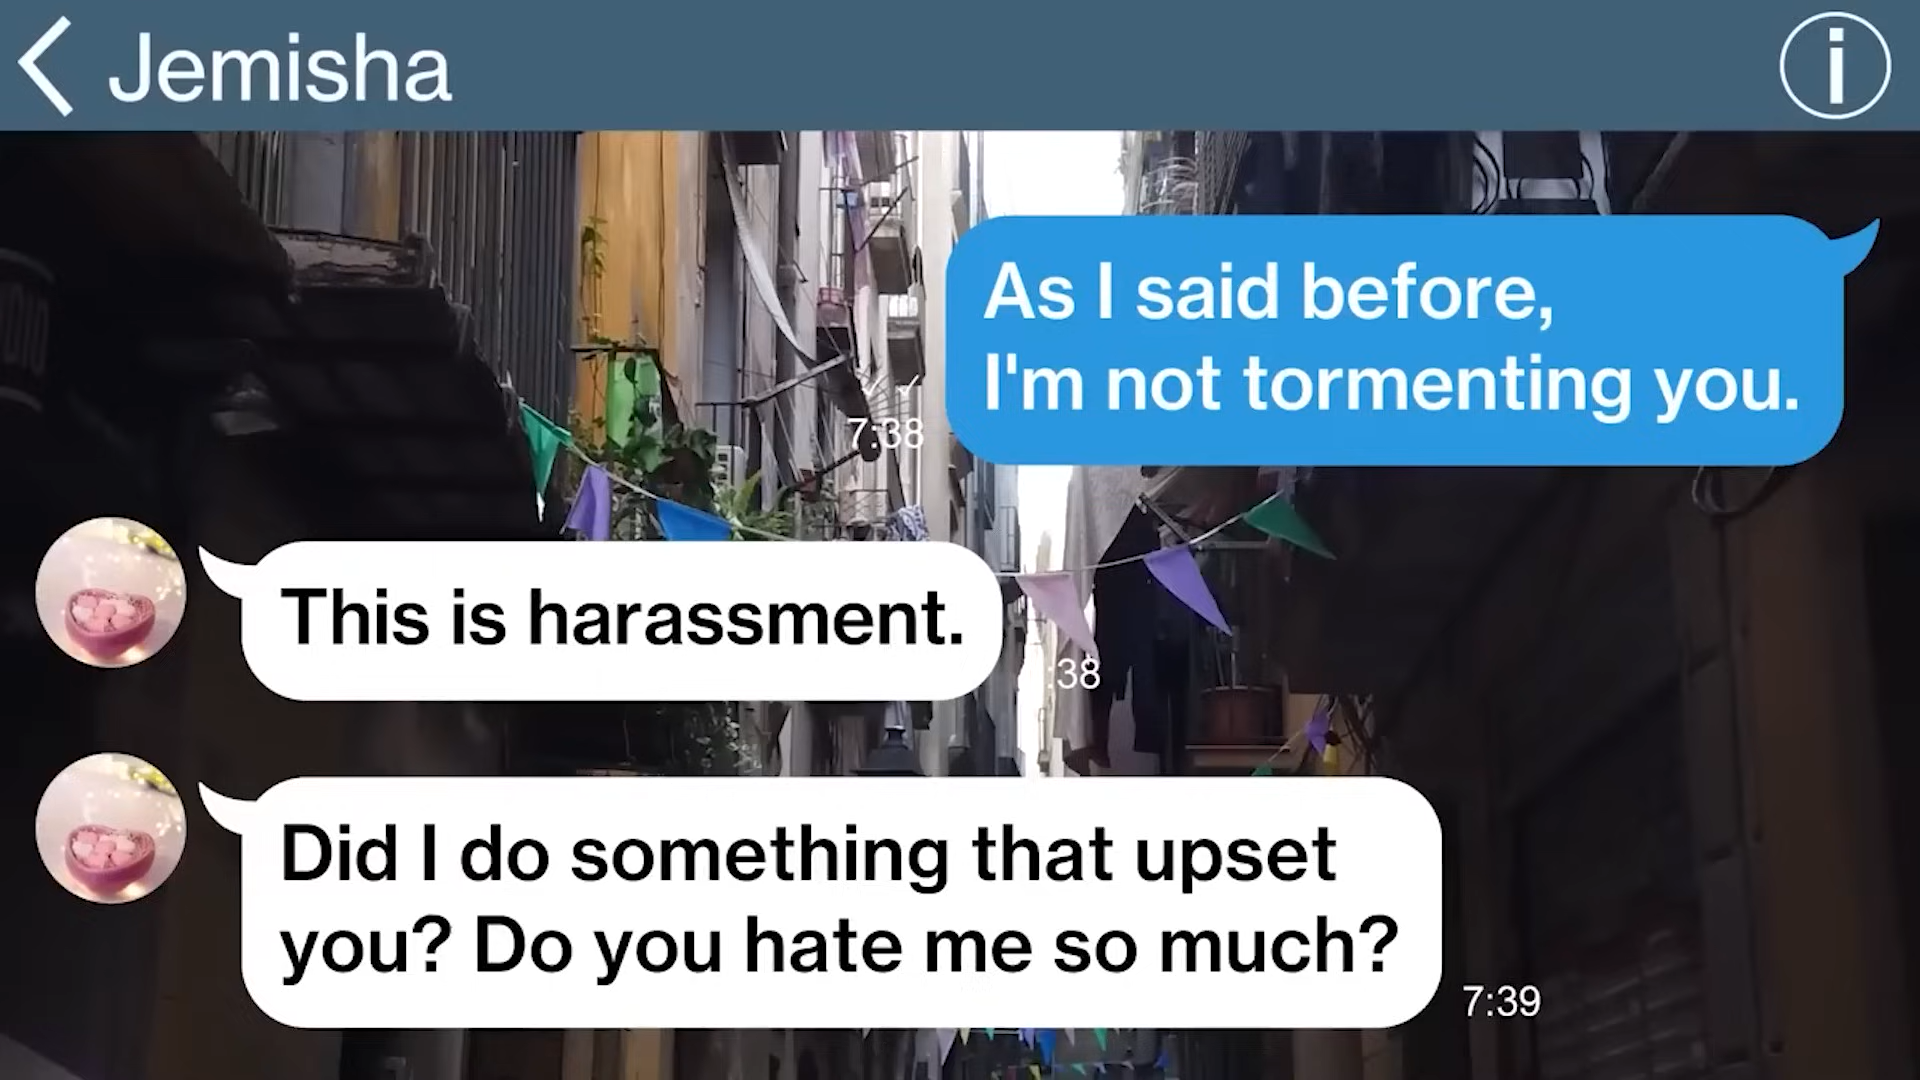 Jemisha
As I said before,
I'm not tormenting you.
7:38
This is harassment.
:38
Did I do something that upset
you? Do you hate me so much?
7:39